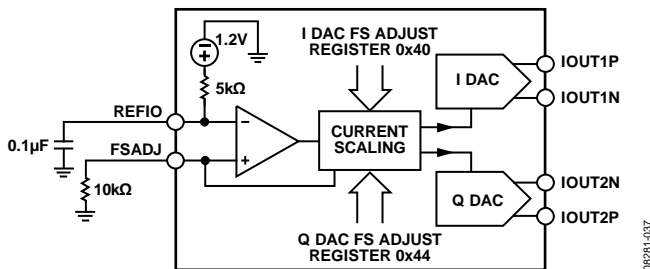 1.2V
I DAC FS ADJUST
REGISTER 0x40
5kΩ
REFIO
0.1µF
FSADJ
10kΩ
−
+
CURRENT
SCALING
I DAC
Q DAC
IOUT1P
IOUT1N
IOUT2N
IOUT2P
Q DAC FS ADJUST
REGISTER 0x44
08281-037